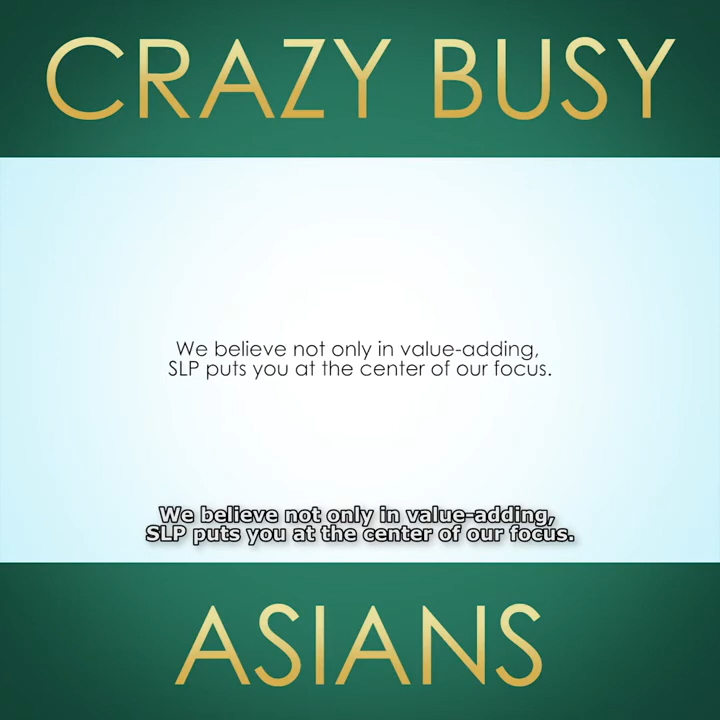 CRAZY BUSY
We believe not only in value-adding,
SLP puts you at the center of our focus.
We believe not only in value-adding,
SLP puts you at the center of our focus.
ASIANS